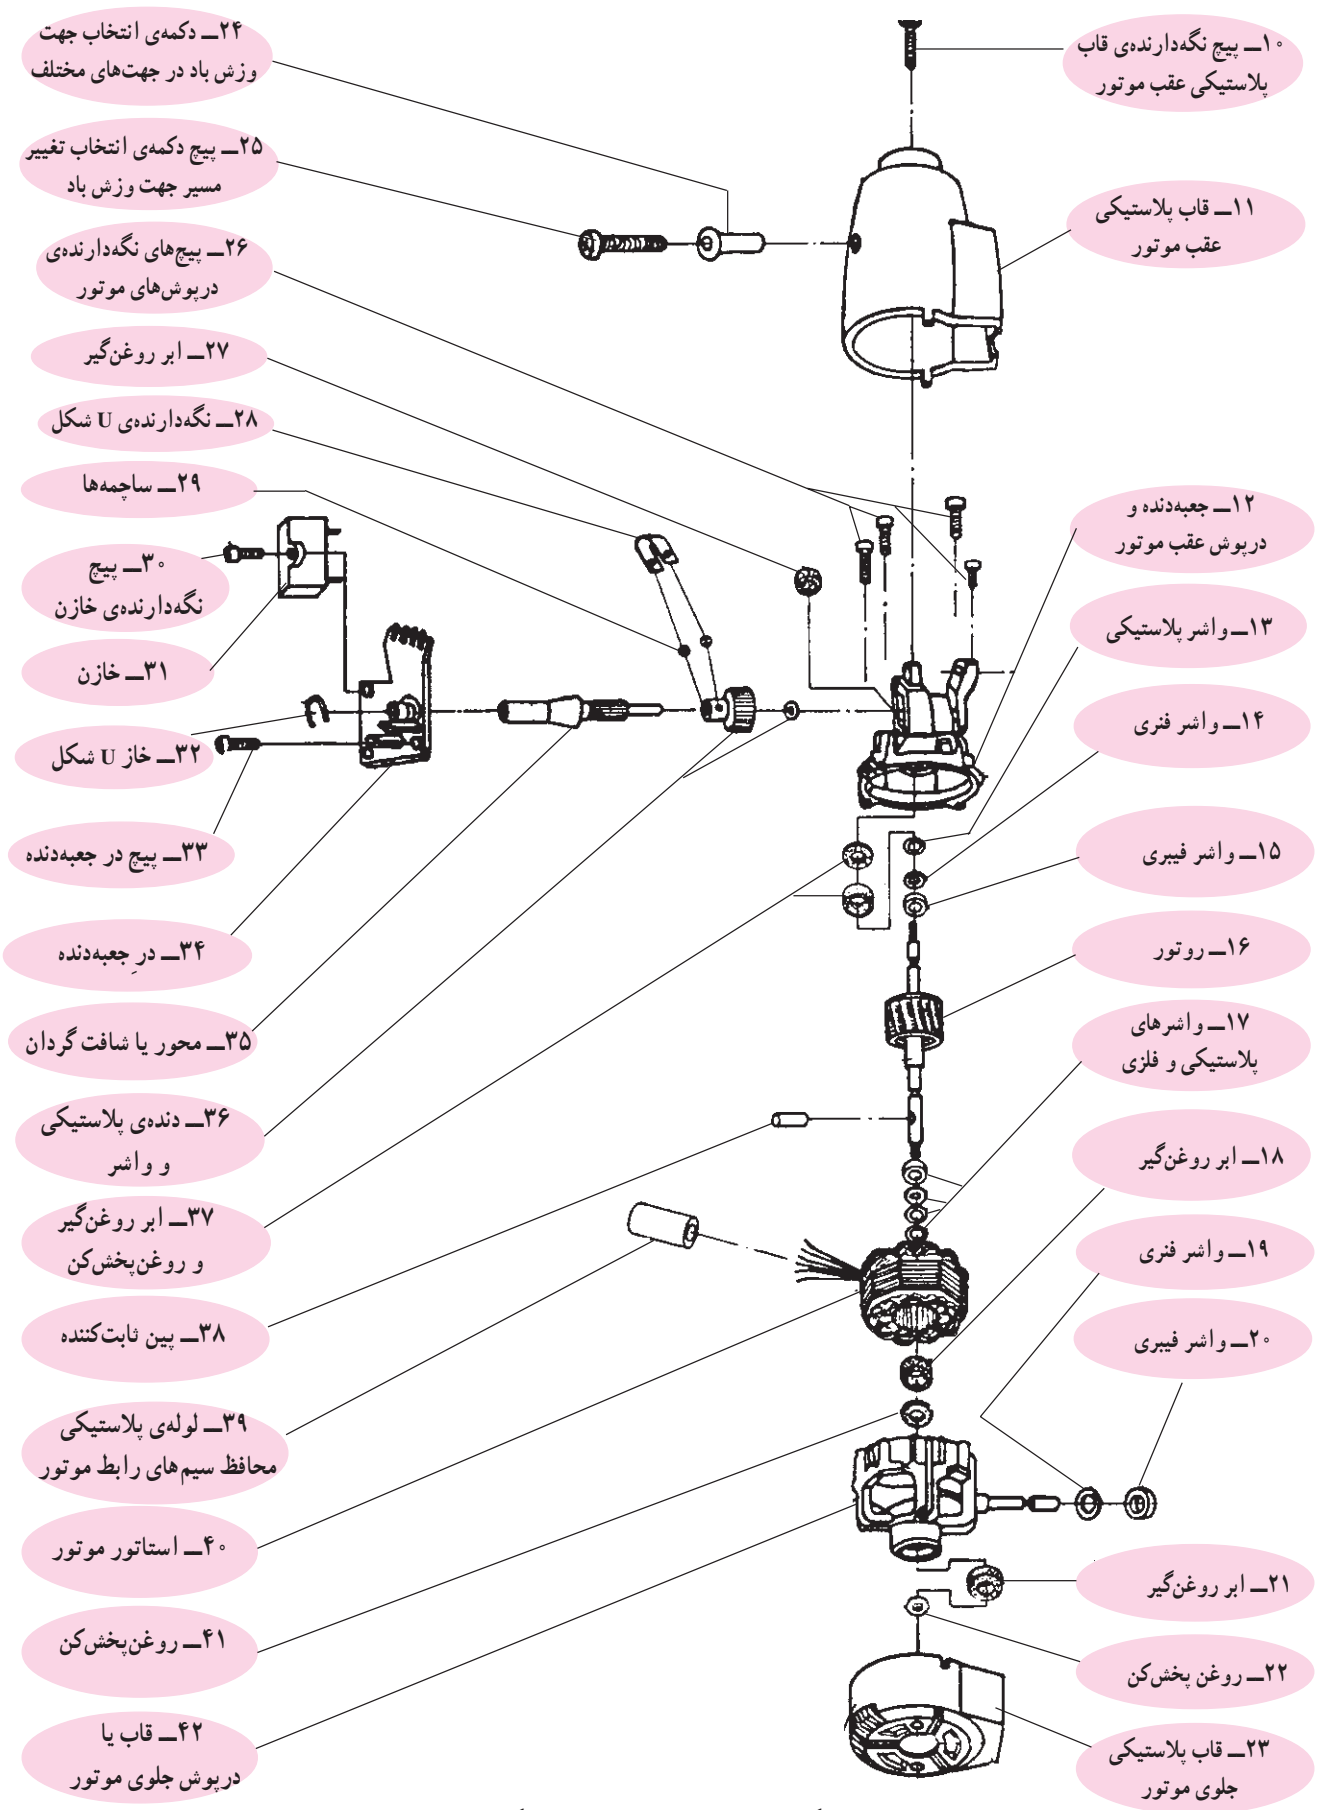 ۱۰ــ پیچ نگه‌دارنده‌ی قاب
پلاستیکی عقب موتور
۱۱ــ قاب پلاستیکی
عقب موتور
۱۲ــ جعبه‌دنده و
درپوش عقب موتور
۱۳ــ واشر پلاستیکی
۱۴ــ واشر فنری
۱۵ــ واشر فیبری
۱۶ــ روتور
۱۷ــ واشرهای
پلاستیکی و فلزی
۱۸ــ ابر روغن‌گیر
۱۹ــ واشر فنری
۲۰ــ واشر فیبری
۲۱ــ ابر روغن‌گیر
۲۲ــ روغن پخش‌کن
۲۳ــ قاب پلاستیکی
جلوی موتور
۲۴ــ دکمه‌ی انتخاب جهت
وزش باد در جهت‌های مختلف
۲۵ــ پیچ دکمه‌ی انتخاب تغییر
مسیر جهت وزش باد
۲۶ــ پیچ‌های نگه‌دارنده‌ی
درپوش‌های موتور
۲۷ــ ابر روغن‌گیر
۲۸ــ نگه‌دارنده‌ی U شکل
۲۹ــ ساچمه‌ها
۳۰ــ پیچ
نگه‌دارنده‌ی خازن
۳۱ــ خازن
۳۲ــ خاز U شکل
۳۳ــ پیچ در جعبه‌دنده
۳۴ــ درِ جعبه‌دنده
۳۵ــ محور یا شافت گردان
۳۶ــ دنده‌ی پلاستیکی
و واشر
۳۷ــ ابر روغن‌گیر
و روغن‌پخش‌کن
۳۸ــ پین ثابت‌کننده
۳۹ــ لوله‌ی پلاستیکی
محافظ سیم‌های رابط موتور
۴۰ــ استاتور موتور
۴۱ــ روغن‌پخش‌کن
۴۲ــ قاب یا
درپوش جلوی موتور